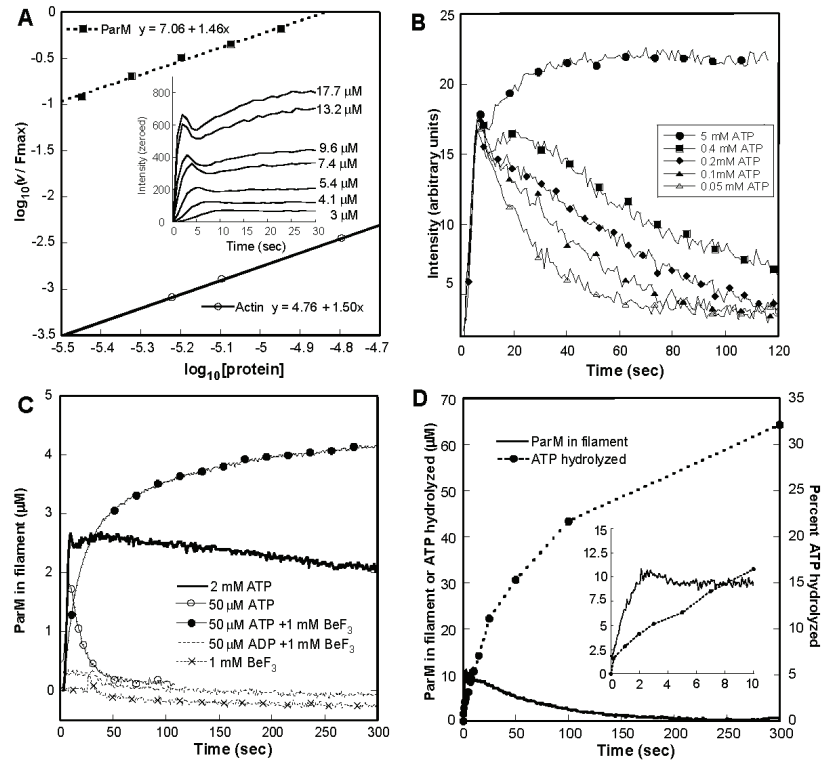 A
ParM y = 7.06 + 1.46x
0
-0.5
-1
-1.5
-2
-2.5
-3
-3.5
log10(v / Fmax)
-5.5 -5.4 -5.3 -5.2 -5.1 -5 -4.9 -4.8 -4.7
log10[protein]
Actin y = 4.76 + 1.50x
Intensity (zeroed)
800
600
400
200
0
0 5 10 15 20 25 30
Time (sec)
17.7 µM
13.2 µM
9.6 µM
7.4 µM
5.4 µM
4.1 µM
3 µM
B
Intensity (arbitrary units)
25
20
15
15
5
0 20 40 60 80 100 120
Time (sec)
5 mM ATP
0.4 mM ATP
0.2mM ATP
0.1mM ATP
0.05 mM ATP
C
ParM in filament (µM)
5
4
3
2
1
0
0 50 100 150 200 250 300
Time (sec)
2 mM ATP
50 µM ATP
50 µM ATP +1 mM BeF3
50 µM ADP +1 mM BeF3
1 mM BeF3
D
ParM in filament or ATP hydrolyzed (µM)
70
60
50
40
30
20
10
0
ParM in filament
ATP hydrolyzed
35
30
25
20
15
10
5
0
Percent ATP hydrolyzed
0 50 100 150 200 250 300
Time (sec)
15
12.5
10
7.5
5.0
2.5
0
0 2 4 6 8 10